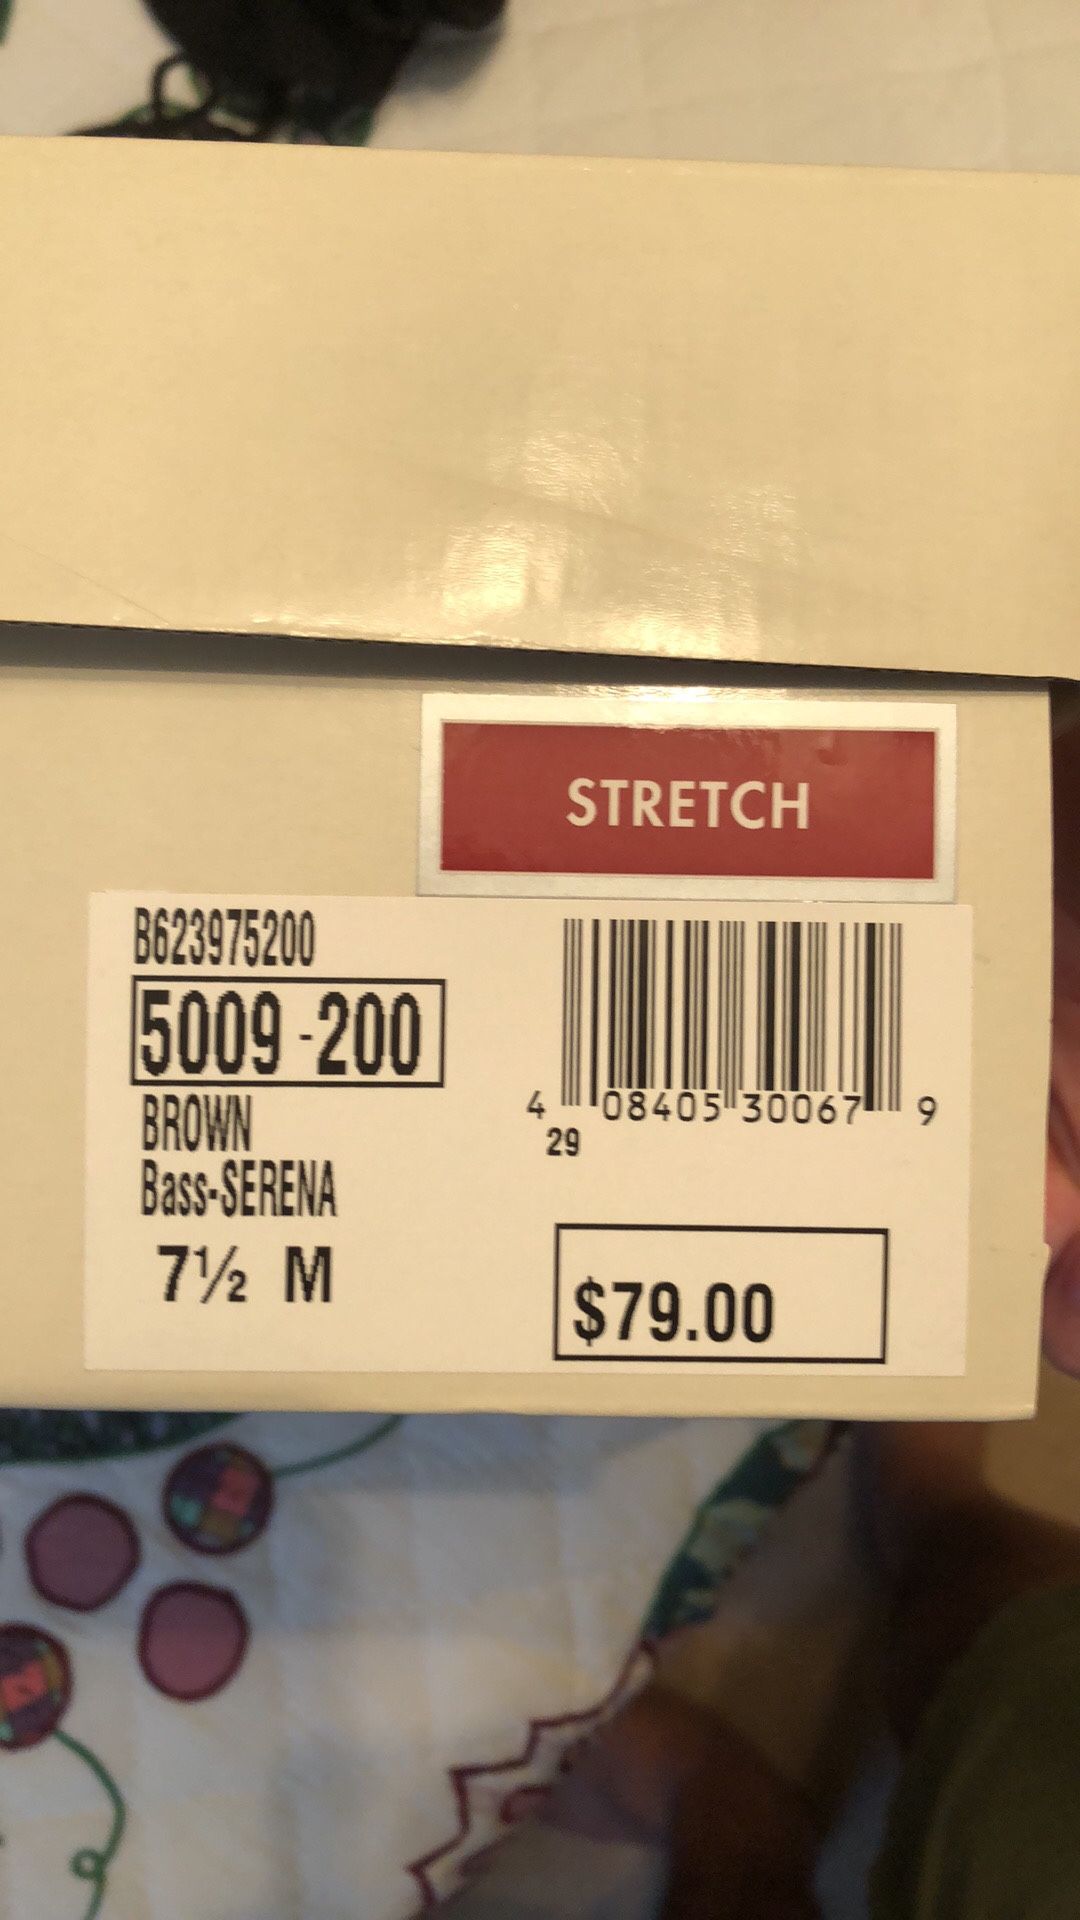 STRETCH
B623975200
5009-200
BROWN
Bass-SERENA
7½ M
4 08405 30067 9
29
$79.00